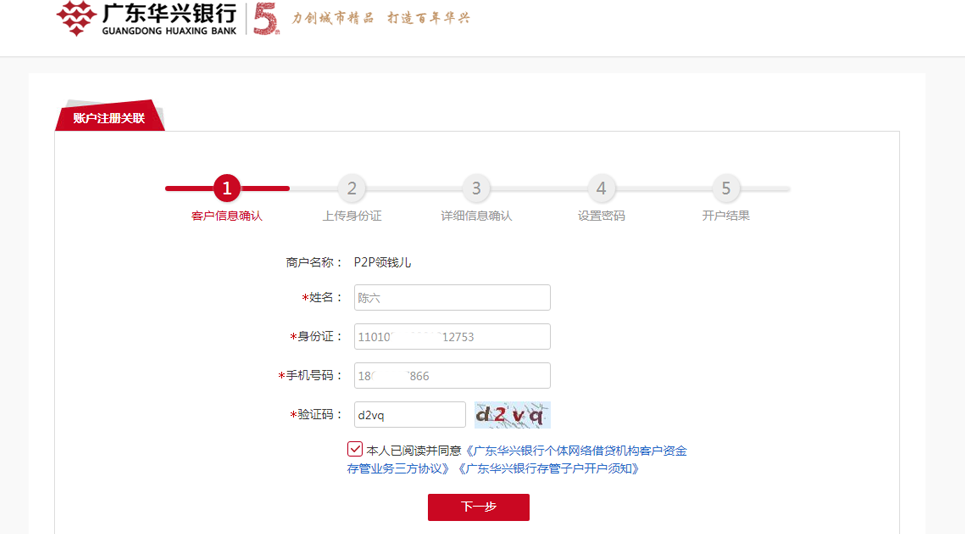 广东华兴银行
GUANGDONG HUAXING BANK
5
力创城市精品 打造百年华兴
账户注册关联
1 2 3 4 5
客户信息确认 上传身份证 详细信息确认 设置密码 开户结果
商户名称： P2P领钱儿
*姓名： 陈六
*身份证： 11010 12753
*手机号码： 18 866
*验证码： d2vq d2vq
本人已阅读并同意《广东华兴银行个体网络借贷机构客户资金
存管业务三方协议》《广东华兴银行存管子户开户须知》
下一步